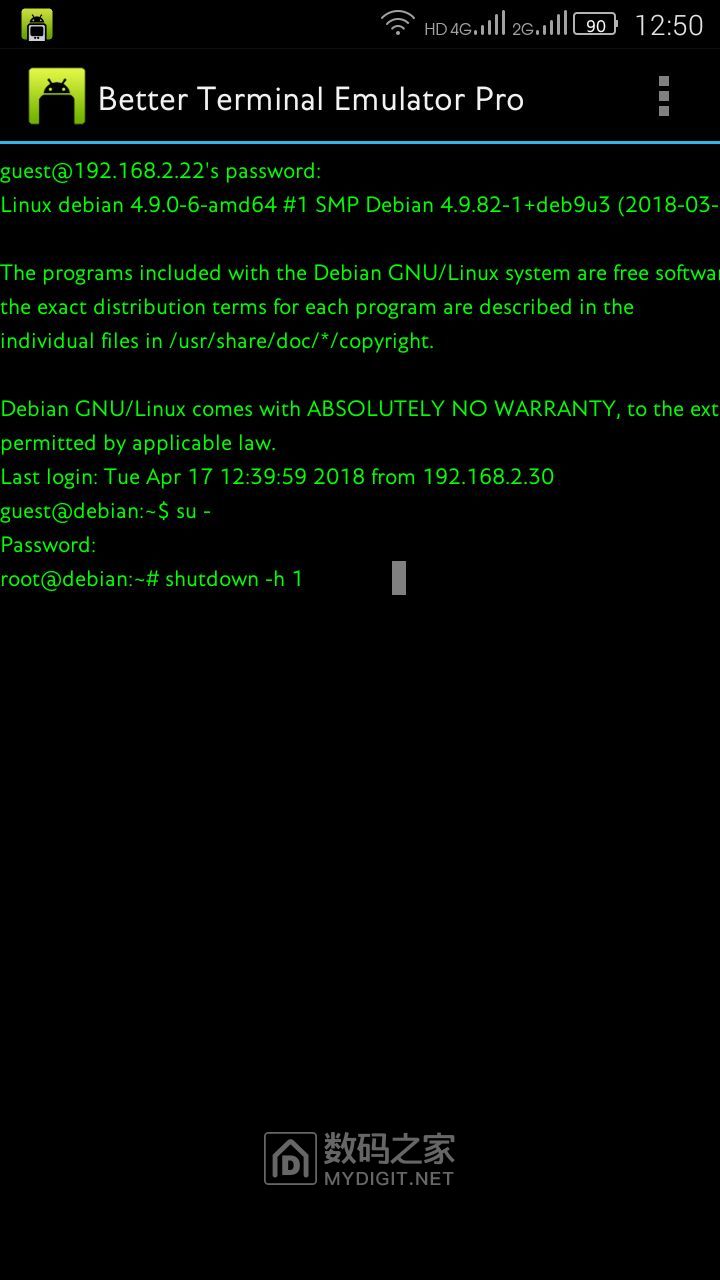 HD 4G 2G 90 12:50
Better Terminal Emulator Pro
guest@192.168.2.22's password:
Linux debian 4.9.0-6-amd64 #1 SMP Debian 4.9.82-1+deb9u3 (2018-03-
The programs included with the Debian GNU/Linux system are free softwar
the exact distribution terms for each program are described in the
individual files in /usr/share/doc/*/copyright.
Debian GNU/Linux comes with ABSOLUTELY NO WARRANTY, to the ext
permitted by applicable law.
Last login: Tue Apr 17 12:39:59 2018 from 192.168.2.30
guest@debian:~$ su -
Password:
root@debian:~# shutdown -h 1
数码之家
MYDIGIT.NET